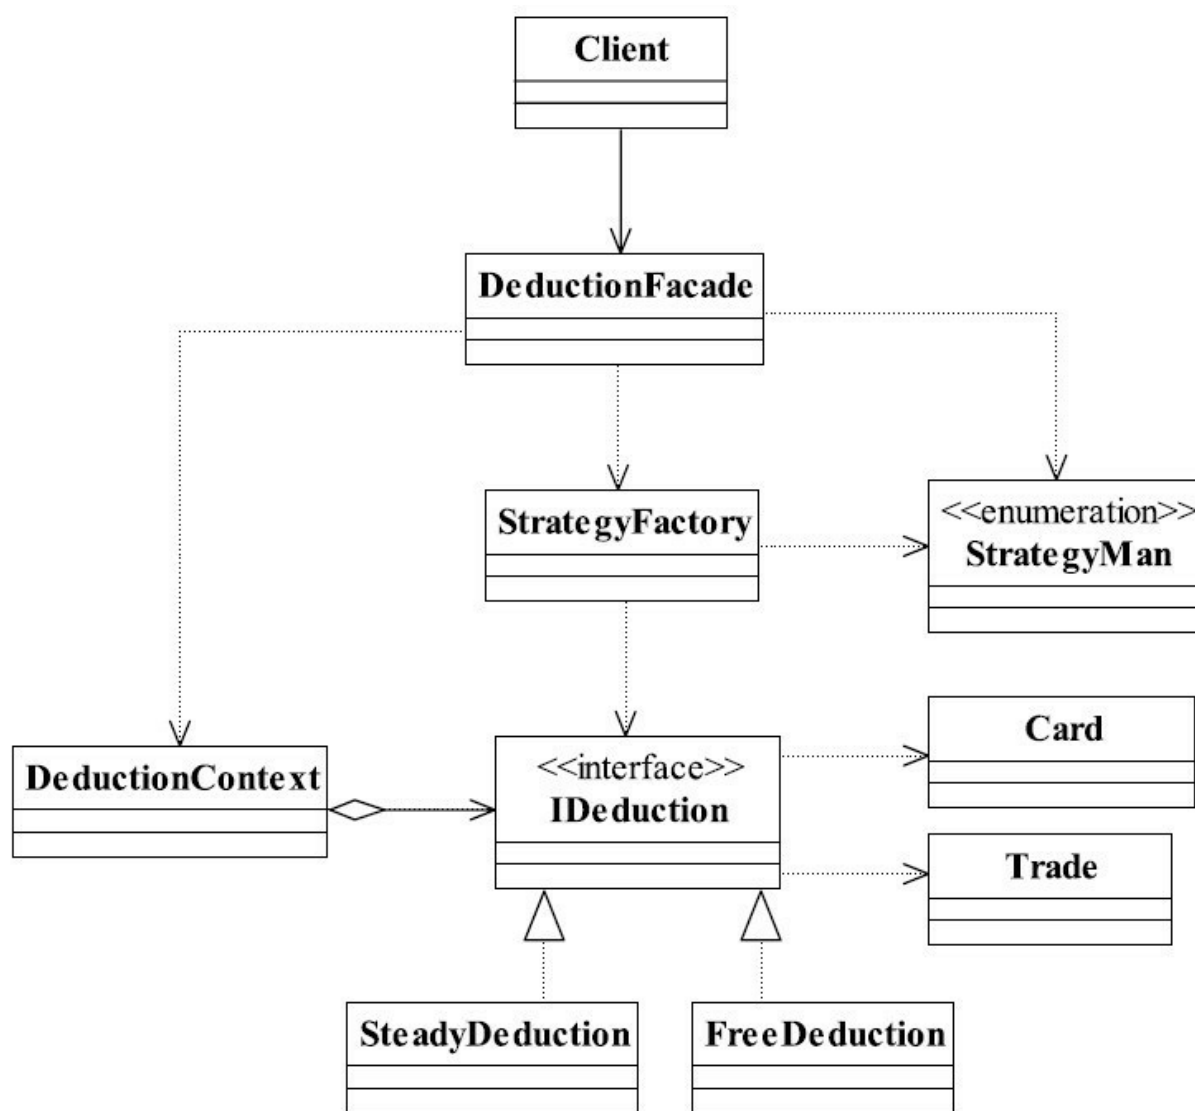 Client
DeductionFacade
StrategyFactory
<<enumeration>>
StrategyMan
DeductionContext
<<interface>>
IDeduction
Card
Trade
SteadyDeduction
FreeDeduction